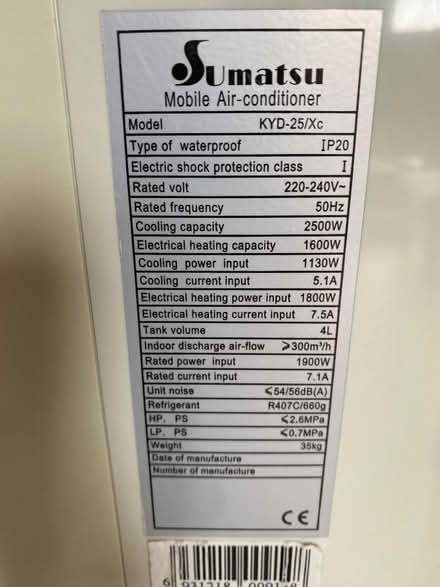 Sumatsu
Mobile Air-conditioner
Model KYD-25/Xc
Type of waterproof IP20
Electric shock protection class I
Rated volt 220-240V~
Rated frequency 50Hz
Cooling capacity 2500W
Electrical heating capacity 1600W
Cooling power input 1130W
Cooling current input 5.1A
Electrical heating power input 1800W
Electrical heating current input 7.5A
Tank volume 4L
Indoor discharge air-flow ⩾300m³/h
Rated power input 1900W
Rated current input 7.1A
Unit noise ⩽54/56dB(A)
Refrigerant R407C/660g
HP. PS ⩽2.6MPa
LP. PS ⩽0.7MPa
Weight 35kg
Date of manufacture
Number of manufacture
CE